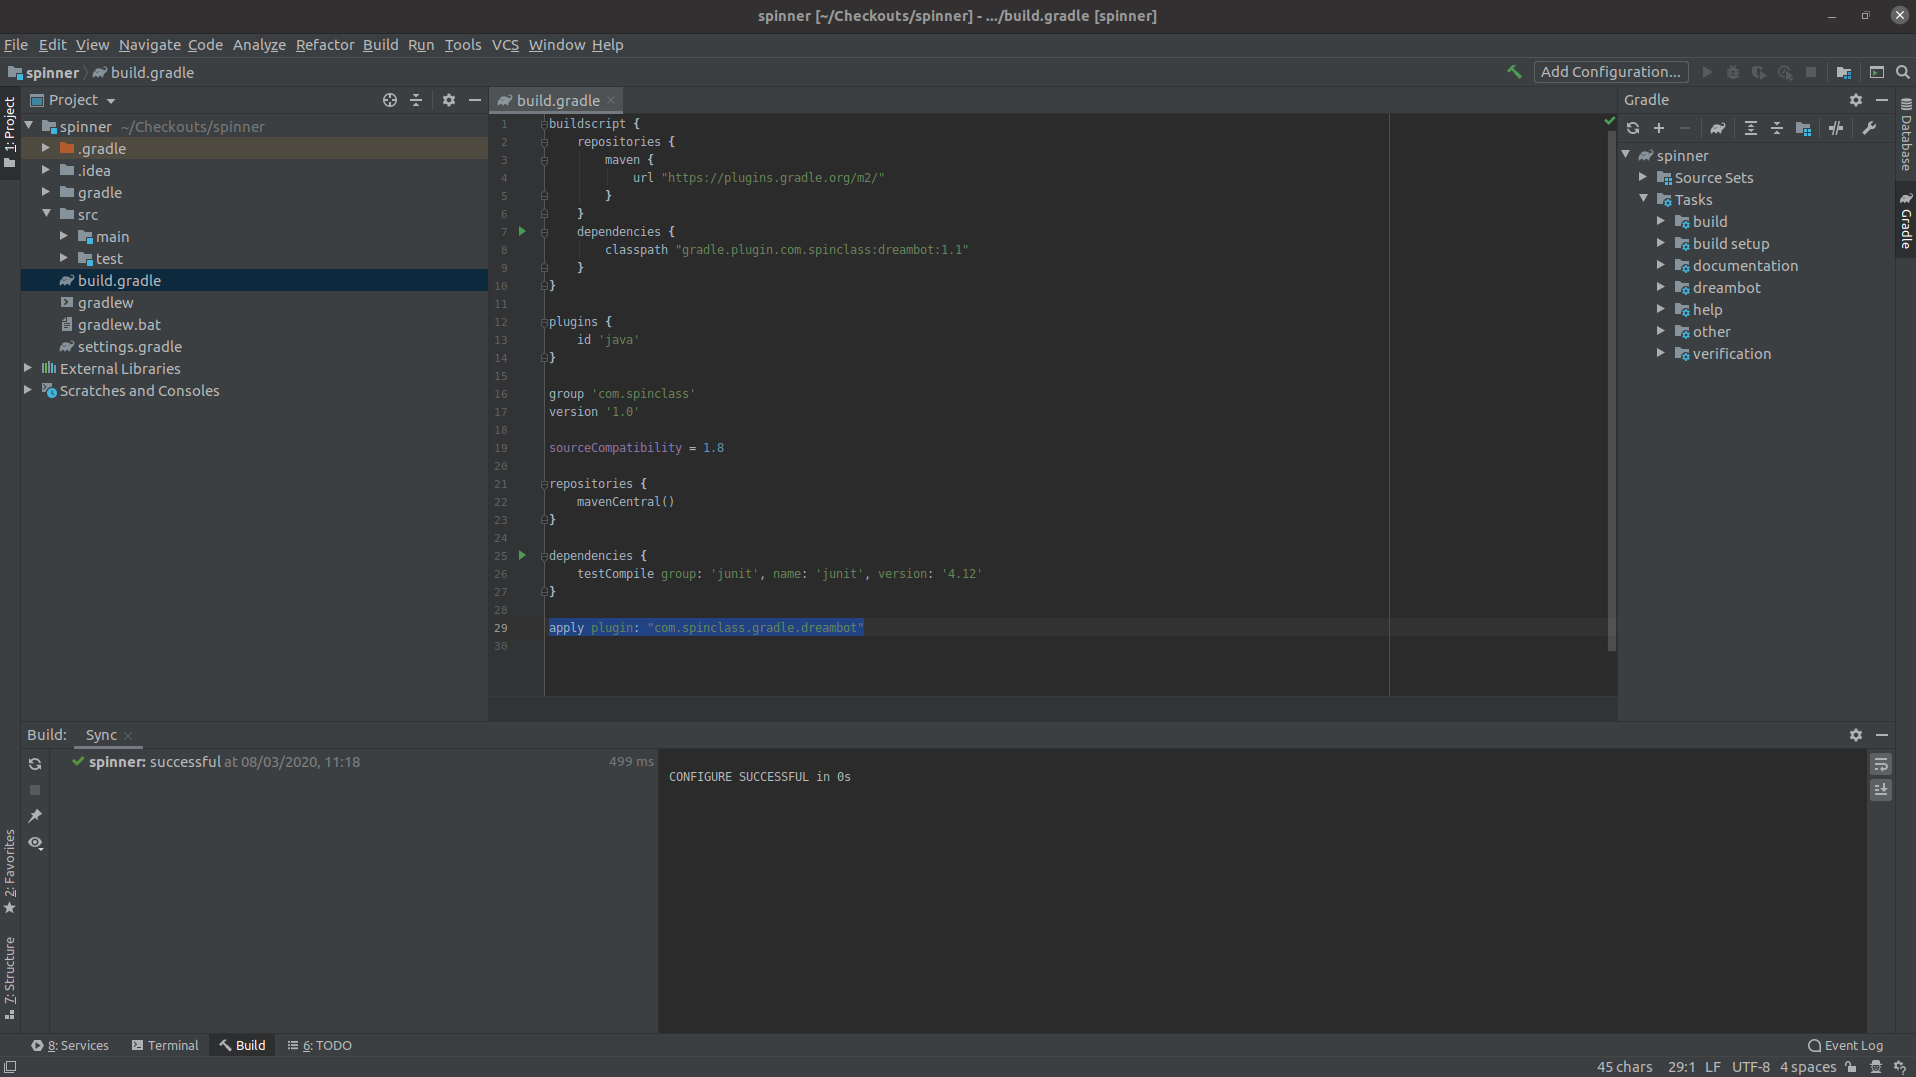 spinner [~/Checkouts/spinner] - .../build.gradle [spinner]
File Edit View Navigate Code Analyze Refactor Build Run Tools VCS Window Help
spinner build.gradle
Add Configuration...
1: Project
Project
spinner ~/Checkouts/spinner
.gradle
.idea
gradle
src
main
test
build.gradle
gradlew
gradlew.bat
settings.gradle
External Libraries
Scratches and Consoles
build.gradle
1 buildscript {
2 repositories {
3 maven {
4 url "https://plugins.gradle.org/m2/"
5 }
6 }
7 dependencies {
8 classpath "gradle.plugin.com.spinclass:dreambot:1.1"
9 }
10 }
11
12 plugins {
13 id 'java'
14 }
15
16 group 'com.spinclass'
17 version '1.0'
18
19 sourceCompatibility = 1.8
20
21 repositories {
22 mavenCentral()
23 }
24
25 dependencies {
26 testCompile group: 'junit', name: 'junit', version: '4.12'
27 }
28
29 apply plugin: "com.spinclass.gradle.dreambot"
30
Gradle
spinner
Source Sets
Tasks
build
build setup
documentation
dreambot
help
other
verification
Database
Gradle
Build: Sync
spinner: successful at 08/03/2020, 11:18 499 ms
CONFIGURE SUCCESSFUL in 0s
2: Favorites
7: Structure
8: Services Terminal Build 6: TODO Event Log
45 chars 29:1 LF UTF-8 4 spaces